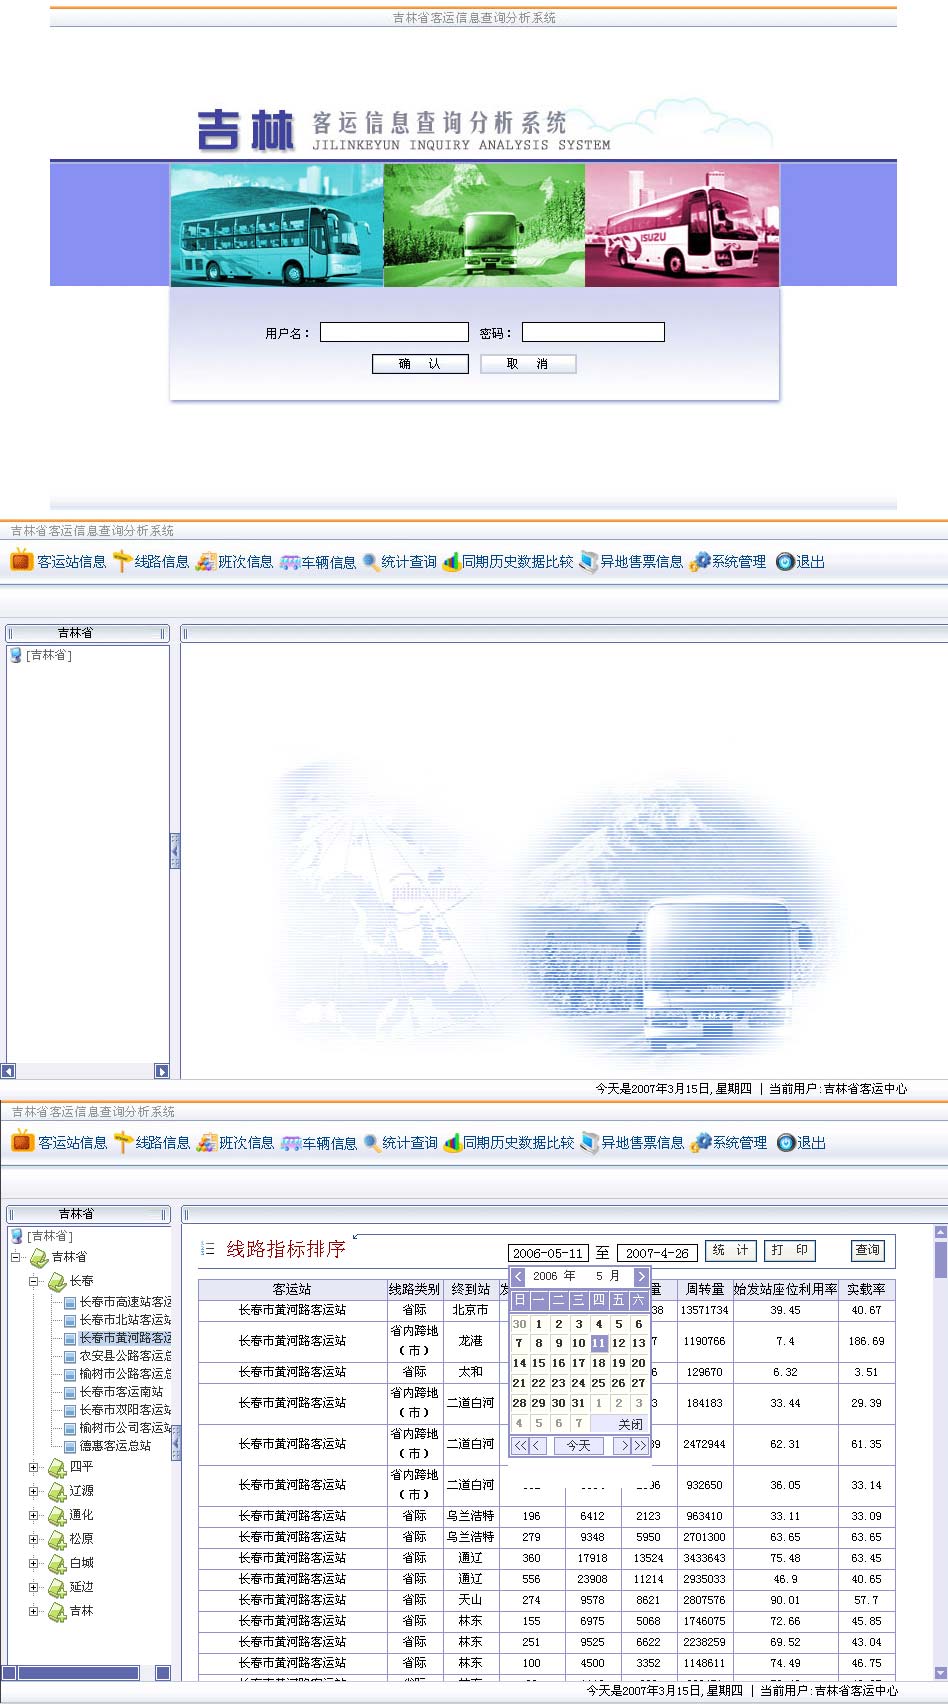 吉林省客运信息查询分析系统
吉林 客运信息查询分析系统
JILINKEYUN INQUIRY ANALYSIS SYSTEM
ISUZU
用户名： 密码：
确 认 取 消
吉林省客运信息查询分析系统
客运站信息 线路信息 班次信息 车辆信息 统计查询 同期历史数据比较 异地售票信息 系统管理 退出
吉林省
[吉林省]
今天是2007年3月15日, 星期四 | 当前用户:吉林省客运中心
吉林省客运信息查询分析系统
客运站信息 线路信息 班次信息 车辆信息 统计查询 同期历史数据比较 异地售票信息 系统管理 退出
吉林省
[吉林省]
吉林省
长春
长春市高速站客运
长春市北站客运站
长春市黄河路客运
农安县公路客运总
榆树市公路客运总
长春市客运南站
长春市双阳客运站
榆树市公司客运站
德惠客运总站
四平
辽源
通化
松原
白城
延边
吉林
线路指标排序
2006-05-11 至 2007-4-26 统 计 打 印 查询
< 2006 年 5 月 >
日 一 二 三 四 五 六
30 1 2 3 4 5 6
7 8 9 10 11 12 13
14 15 16 17 18 19 20
21 22 23 24 25 26 27
28 29 30 31 1 2 3
4 5 6 7 关闭
<< < 今天 > >>
客运站 线路类别 终到站 量 周转量 始发站座位利用率 实载率
长春市黄河路客运站 省际 北京市 38 13571734 39.45 40.67
长春市黄河路客运站 省内跨地（市） 龙港 7 1190766 7.4 186.69
长春市黄河路客运站 省际 太和 6 129670 6.32 3.51
长春市黄河路客运站 省内跨地（市） 二道白河 3 184183 33.44 29.39
长春市黄河路客运站 省内跨地（市） 二道白河 39 2472944 62.31 61.35
长春市黄河路客运站 省内跨地（市） 二道白河 96 932650 36.05 33.14
长春市黄河路客运站 省际 乌兰浩特 196 6412 2123 963410 33.11 33.09
长春市黄河路客运站 省际 乌兰浩特 279 9348 5950 2701300 63.65 63.65
长春市黄河路客运站 省际 通辽 360 17918 13524 3433643 75.48 63.45
长春市黄河路客运站 省际 通辽 556 23908 11214 2935033 46.9 40.65
长春市黄河路客运站 省际 天山 274 9578 8621 2807576 90.01 57.7
长春市黄河路客运站 省际 林东 155 6975 5068 1746075 72.66 45.85
长春市黄河路客运站 省际 林东 251 9525 6622 2238259 69.52 43.04
长春市黄河路客运站 省际 林东 100 4500 3352 1148611 74.49 46.75
今天是2007年3月15日, 星期四 | 当前用户:吉林省客运中心